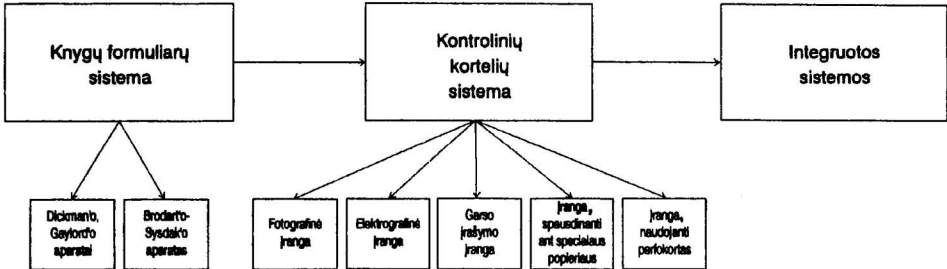 Knygų formuliarų
sistema
Kontrolinių
kortelių
sistema
Integruotos
sistemos
Dickman'o,
Gaylord'o
aparatai
Brodart'o-
Sysdak'o
aparatas
Fotografinė
įranga
Elektrografinė
įranga
Garso
įrašymo
įranga
Įranga,
spausdinanti
ant specialaus
popieriaus
Įranga,
naudojanti
perfokortas